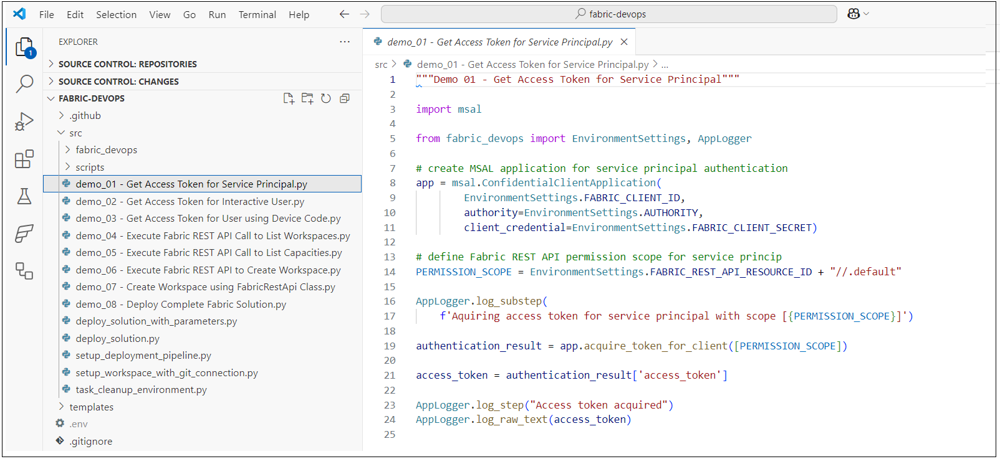 File Edit Selection View Go Run Terminal Help
fabric-devops
EXPLORER
1
SOURCE CONTROL: REPOSITORIES
SOURCE CONTROL: CHANGES
FABRIC-DEVOPS
.github
src
fabric_devops
scripts
demo_01 - Get Access Token for Service Principal.py
demo_02 - Get Access Token for Interactive User.py
demo_03 - Get Access Token for User using Device Code.py
demo_04 - Execute Fabric REST API Call to List Workspaces.py
demo_05 - Execute Fabric REST API Call to List Capacities.py
demo_06 - Execute Fabric REST API to Create Workspace.py
demo_07 - Create Workspace using FabricRestApi Class.py
demo_08 - Deploy Complete Fabric Solution.py
deploy_solution_with_parameters.py
deploy_solution.py
setup_deployment_pipeline.py
setup_workspace_with_git_connection.py
task_cleanup_environment.py
templates
.env
.gitignore
demo_01 - Get Access Token for Service Principal.py
src > demo_01 - Get Access Token for Service Principal.py > ...
1 """Demo 01 - Get Access Token for Service Principal"""
2
3 import msal
4
5 from fabric_devops import EnvironmentSettings, AppLogger
6
7 # create MSAL application for service principal authentication
8 app = msal.ConfidentialClientApplication(
9 EnvironmentSettings.FABRIC_CLIENT_ID,
10 authority=EnvironmentSettings.AUTHORITY,
11 client_credential=EnvironmentSettings.FABRIC_CLIENT_SECRET)
12
13 # define Fabric REST API permission scope for service princip
14 PERMISSION_SCOPE = EnvironmentSettings.FABRIC_REST_API_RESOURCE_ID + "//.default"
15
16 AppLogger.log_substep(
17 f'Aquiring access token for service principal with scope [{PERMISSION_SCOPE}]')
18
19 authentication_result = app.acquire_token_for_client([PERMISSION_SCOPE])
20
21 access_token = authentication_result['access_token']
22
23 AppLogger.log_step("Access token acquired")
24 AppLogger.log_raw_text(access_token)
25